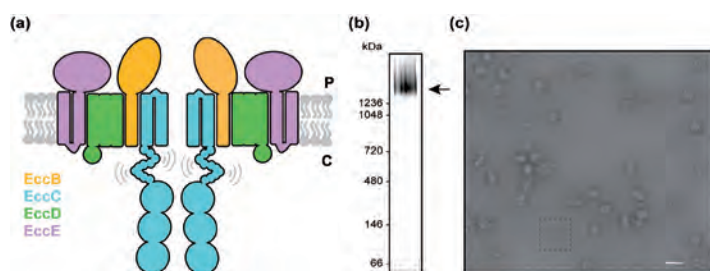 (a)
P
C
EccB
EccC
EccD
EccE
(b)
kDa
1236
1048
720
480
146
66
(c)